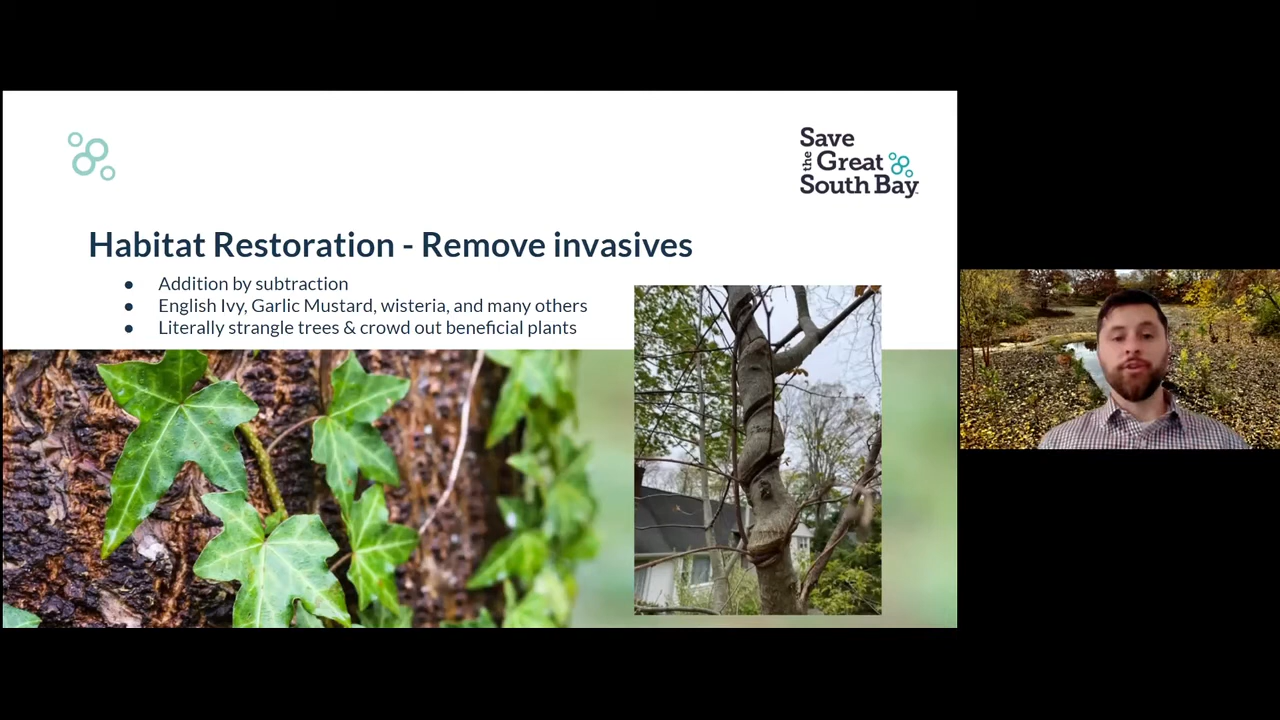 Save
the Great
South Bay
Habitat Restoration - Remove invasives
● Addition by subtraction
● English Ivy, Garlic Mustard, wisteria, and many others
● Literally strangle trees & crowd out beneficial plants